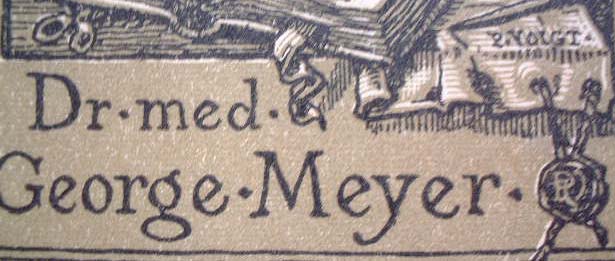 P.VOIGT.
Dr·med·
George·Meyer·
R